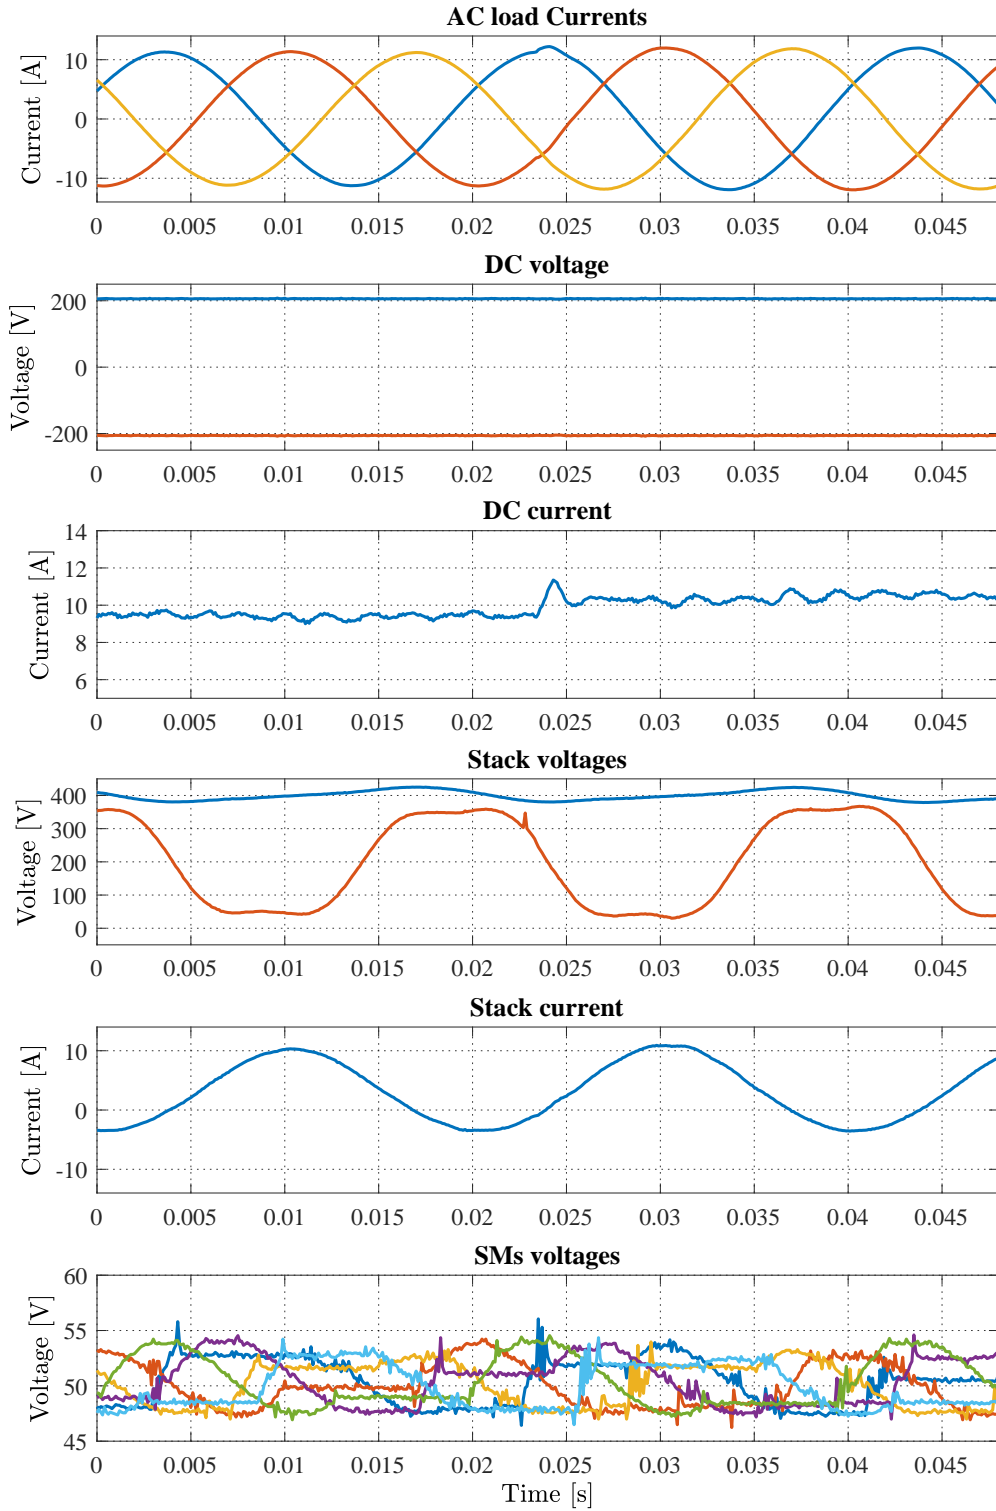 AC load Currents
10
0
-10
Current [A]
0 0.005 0.01 0.015 0.02 0.025 0.03 0.035 0.04 0.045
DC voltage
200
0
-200
Voltage [V]
0 0.005 0.01 0.015 0.02 0.025 0.03 0.035 0.04 0.045
DC current
14
12
10
8
6
Current [A]
0 0.005 0.01 0.015 0.02 0.025 0.03 0.035 0.04 0.045
Stack voltages
400
300
200
100
0
Voltage [V]
0 0.005 0.01 0.015 0.02 0.025 0.03 0.035 0.04 0.045
Stack current
10
0
-10
Current [A]
0 0.005 0.01 0.015 0.02 0.025 0.03 0.035 0.04 0.045
SMs voltages
60
55
50
45
Voltage [V]
0 0.005 0.01 0.015 0.02 0.025 0.03 0.035 0.04 0.045
Time [s]